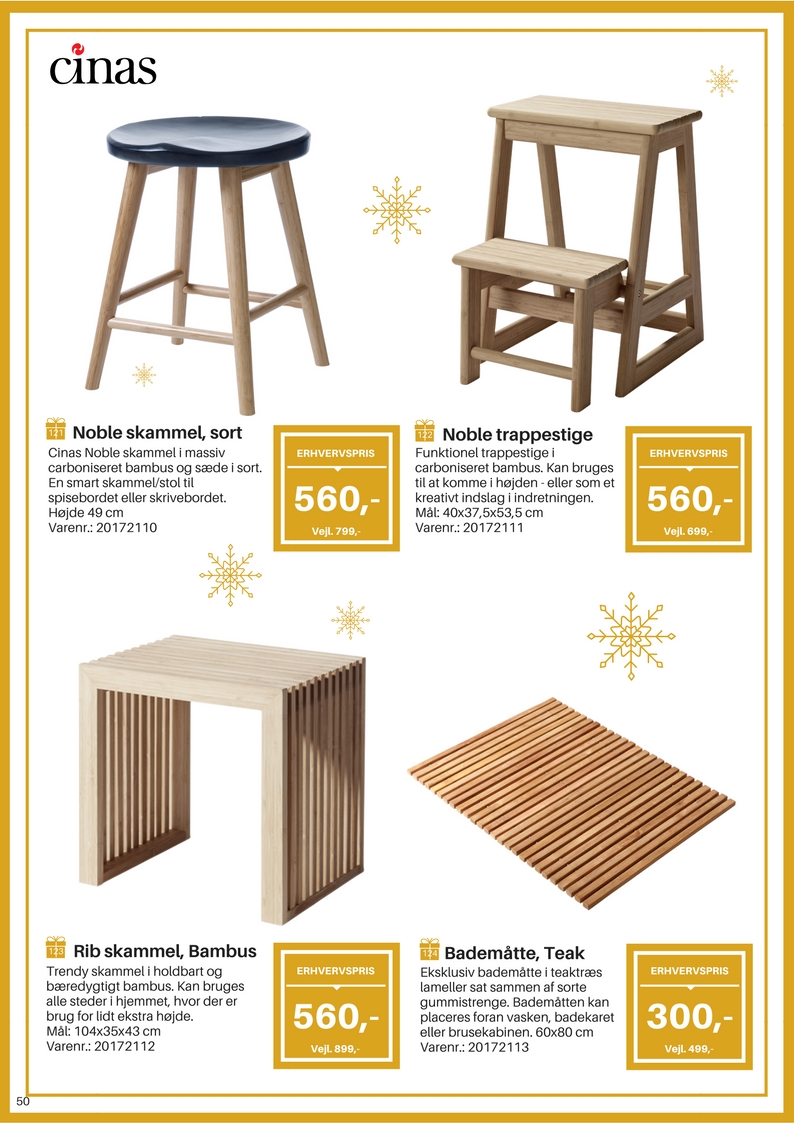 cinas
121 Noble skammel, sort
Cinas Noble skammel i massiv
carboniseret bambus og sæde i sort.
En smart skammel/stol til
spisebordet eller skrivebordet.
Højde 49 cm
Varenr.: 20172110
ERHVERVSPRIS
560,-
Vejl. 799,-
122 Noble trappestige
Funktionel trappestige i
carboniseret bambus. Kan bruges
til at komme i højden - eller som et
kreativt indslag i indretningen.
Mål: 40x37,5x53,5 cm
Varenr.: 20172111
ERHVERVSPRIS
560,-
Vejl. 699,-
123 Rib skammel, Bambus
Trendy skammel i holdbart og
bæredygtigt bambus. Kan bruges
alle steder i hjemmet, hvor der er
brug for lidt ekstra højde.
Mål: 104x35x43 cm
Varenr.: 20172112
ERHVERVSPRIS
560,-
Vejl. 899,-
124 Bademåtte, Teak
Eksklusiv bademåtte i teaktræs
lameller sat sammen af sorte
gummistrenge. Bademåtten kan
placeres foran vasken, badekaret
eller brusekabinen. 60x80 cm
Varenr.: 20172113
ERHVERVSPRIS
300,-
Vejl. 499,-
50